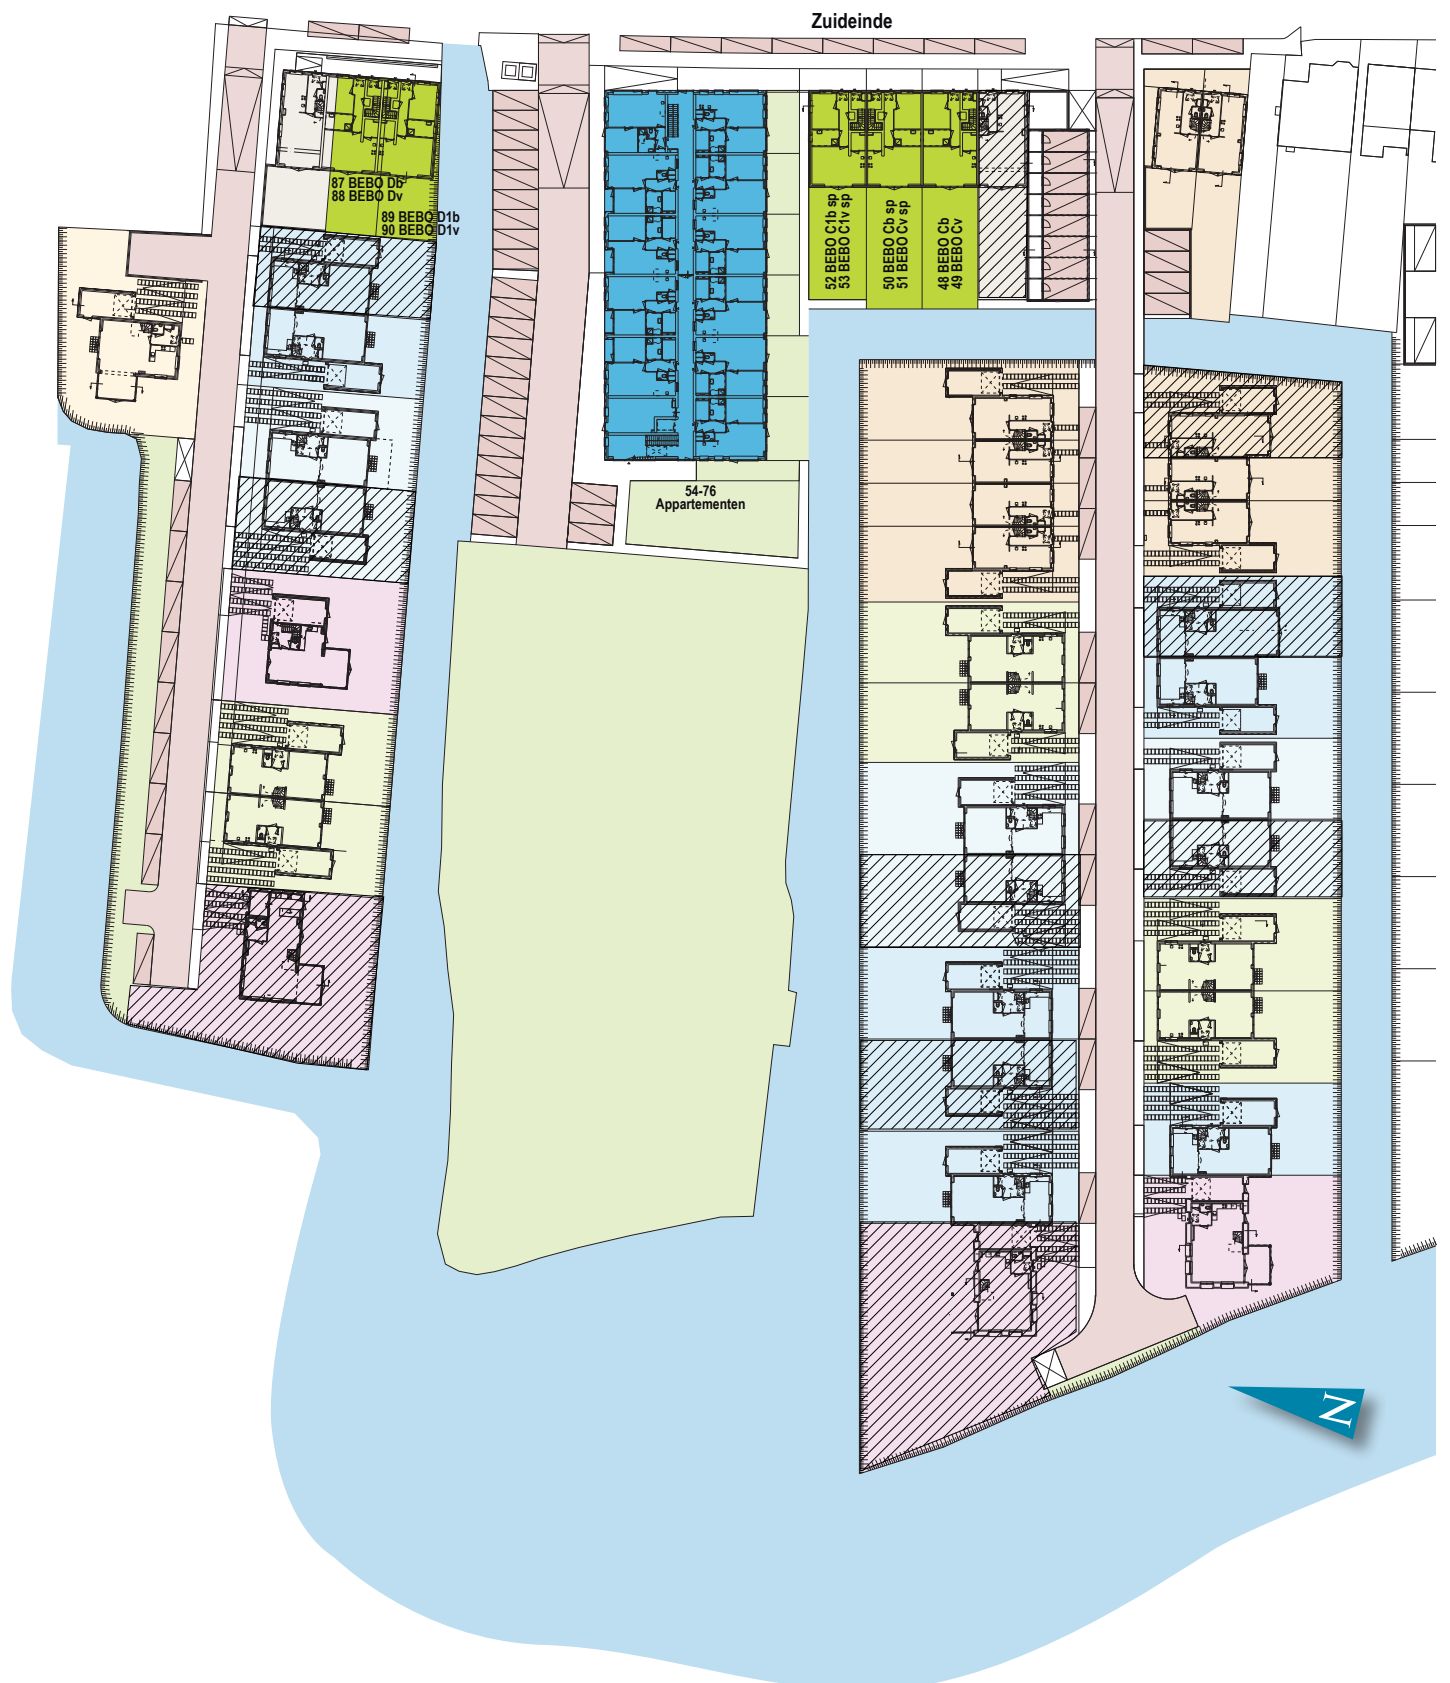 Zuideinde
87 BEBO Db
88 BEBO Dv
89 BEBO D1b
90 BEBO D1v
52 BEBO C1b sp
53 BEBO C1v sp
50 BEBO Cb sp
51 BEBO Cv sp
48 BEBO Cb
49 BEBO Cv
54-76
Appartementen
N